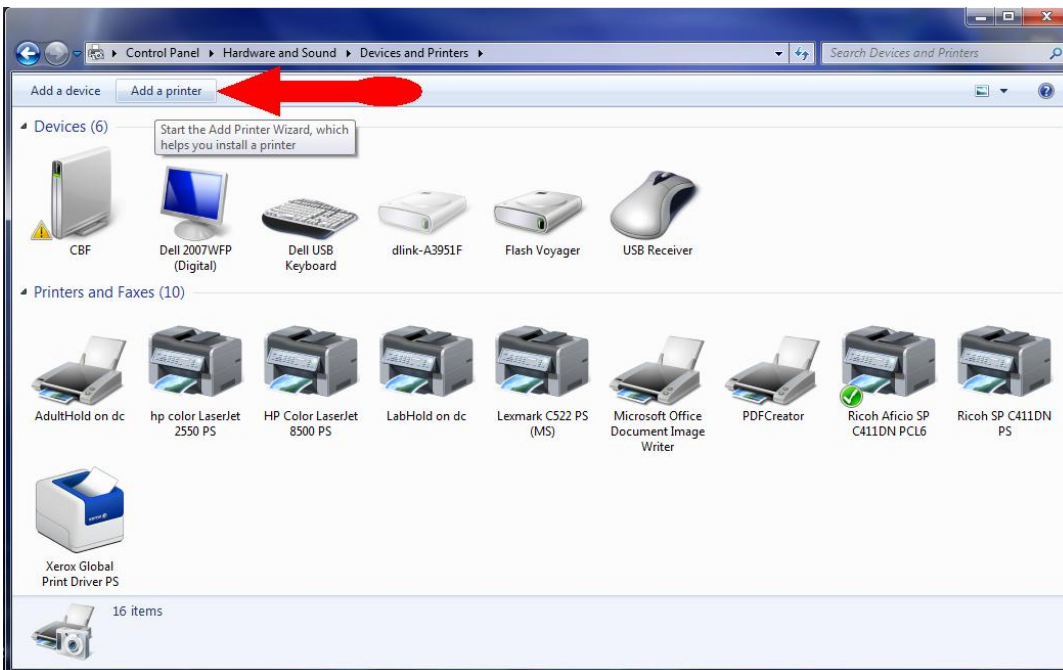 Control Panel ▸ Hardware and Sound ▸ Devices and Printers ▸
Search Devices and Printers
Add a device Add a printer
Devices (6)
Start the Add Printer Wizard, which
helps you install a printer
CBF
Dell 2007WFP
(Digital)
Dell USB
Keyboard
dlink-A3951F
Flash Voyager
USB Receiver
Printers and Faxes (10)
AdultHold on dc
hp color LaserJet
2550 PS
HP Color LaserJet
8500 PS
LabHold on dc
Lexmark C522 PS
(MS)
Microsoft Office
Document Image
Writer
PDFCreator
Ricoh Aficio SP
C411DN PCL6
Ricoh SP C411DN
PS
xerox
Xerox Global
Print Driver PS
16 items